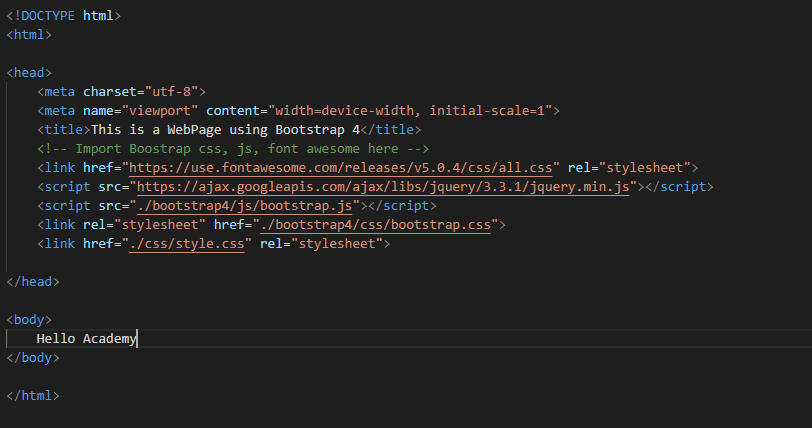 <!DOCTYPE html>
<html>
<head>
<meta charset="utf-8">
<meta name="viewport" content="width=device-width, initial-scale=1">
<title>This is a WebPage using Bootstrap 4</title>
<!-- Import Boostrap css, js, font awesome here -->
<link href="https://use.fontawesome.com/releases/v5.0.4/css/all.css" rel="stylesheet">
<script src="https://ajax.googleapis.com/ajax/libs/jquery/3.3.1/jquery.min.js"></script>
<script src="./bootstrap4/js/bootstrap.js"></script>
<link rel="stylesheet" href="./bootstrap4/css/bootstrap.css">
<link href="./css/style.css" rel="stylesheet">
</head>
<body>
Hello Academy
</body>
</html>